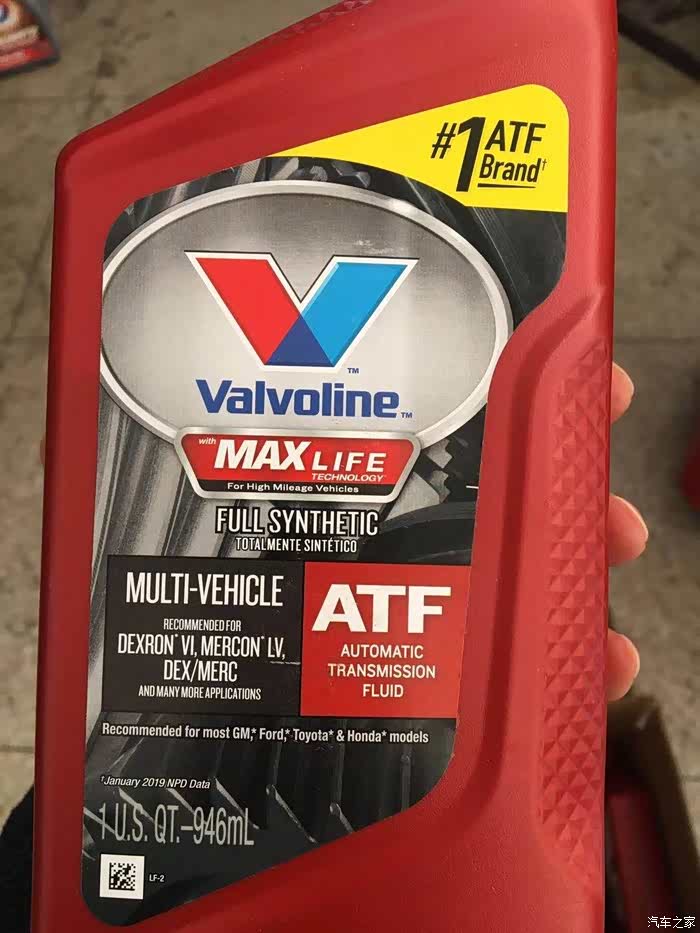 #1 ATF
Brand†
Valvoline™
with
MAXLIFE
TECHNOLOGY™
For High Mileage Vehicles
FULL SYNTHETIC
TOTALMENTE SINTÉTICO
MULTI-VEHICLE
RECOMMENDED FOR
DEXRON* VI, MERCON* LV,
DEX/MERC
AND MANY MORE APPLICATIONS
ATF
AUTOMATIC
TRANSMISSION
FLUID
Recommended for most GM,* Ford,* Toyota* & Honda* models
†January 2019 NPD Data
1 U.S. QT.–946mL
LF-2
汽车之家